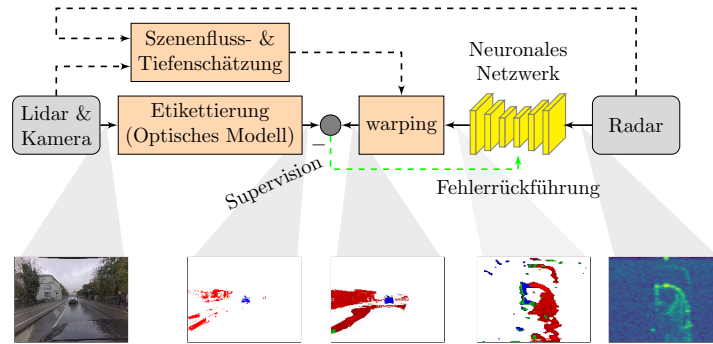 Szenenfluss- &
Tiefenschätzung
Neuronales
Netzwerk
Lidar &
Kamera
Etikettierung
(Optisches Modell)
warping
Radar
−
Supervision
Fehlerrückführung